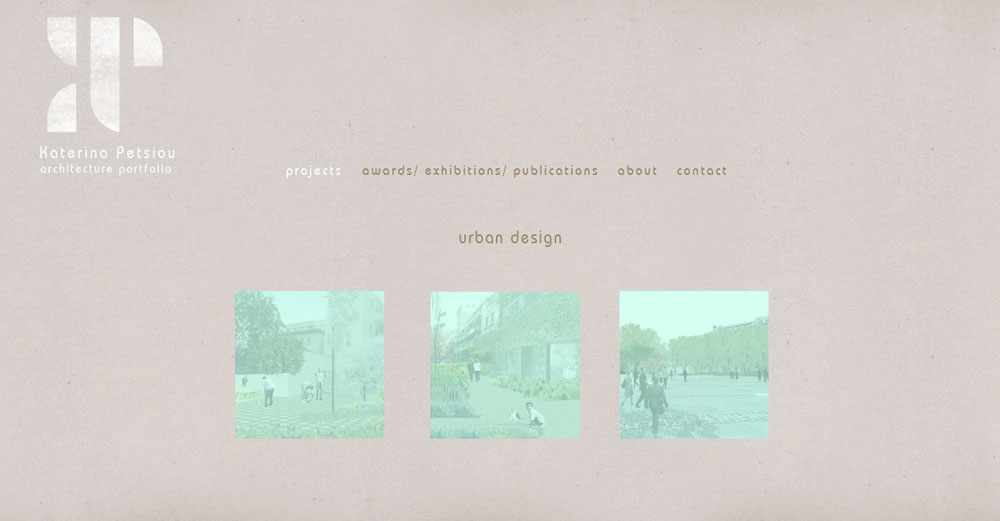 Katerina Petsiou
architecture portfolio
projects awards/ exhibitions/ publications about contact
urban design